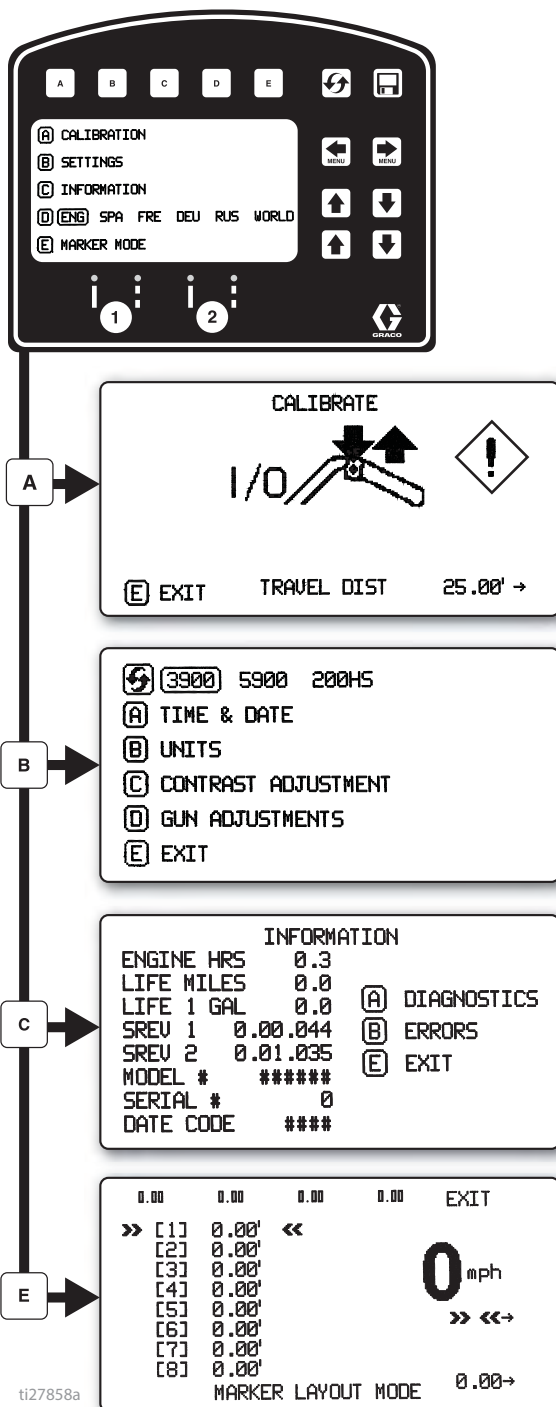 A B C D E
A CALIBRATION
B SETTINGS
C INFORMATION
D ENG SPA FRE DEU RUS WORLD
E MARKER MODE
MENU MENU
1 2
GRACO
A
CALIBRATE
I/O
!
E EXIT TRAVEL DIST 25.00' →
B
3900 5900 200HS
A TIME & DATE
B UNITS
C CONTRAST ADJUSTMENT
D GUN ADJUSTMENTS
E EXIT
C
INFORMATION
ENGINE HRS 0.3
LIFE MILES 0.0
LIFE 1 GAL 0.0
SREV 1 0.00.044
SREV 2 0.01.035
MODEL # ######
SERIAL # 0
DATE CODE ####
A DIAGNOSTICS
B ERRORS
E EXIT
E
0.00 0.00 0.00 0.00 EXIT
>> [1] 0.00' <<
[2] 0.00'
[3] 0.00'
[4] 0.00'
[5] 0.00'
[6] 0.00'
[7] 0.00'
[8] 0.00'
0 mph
>> <<→
MARKER LAYOUT MODE 0.00→
ti27858a